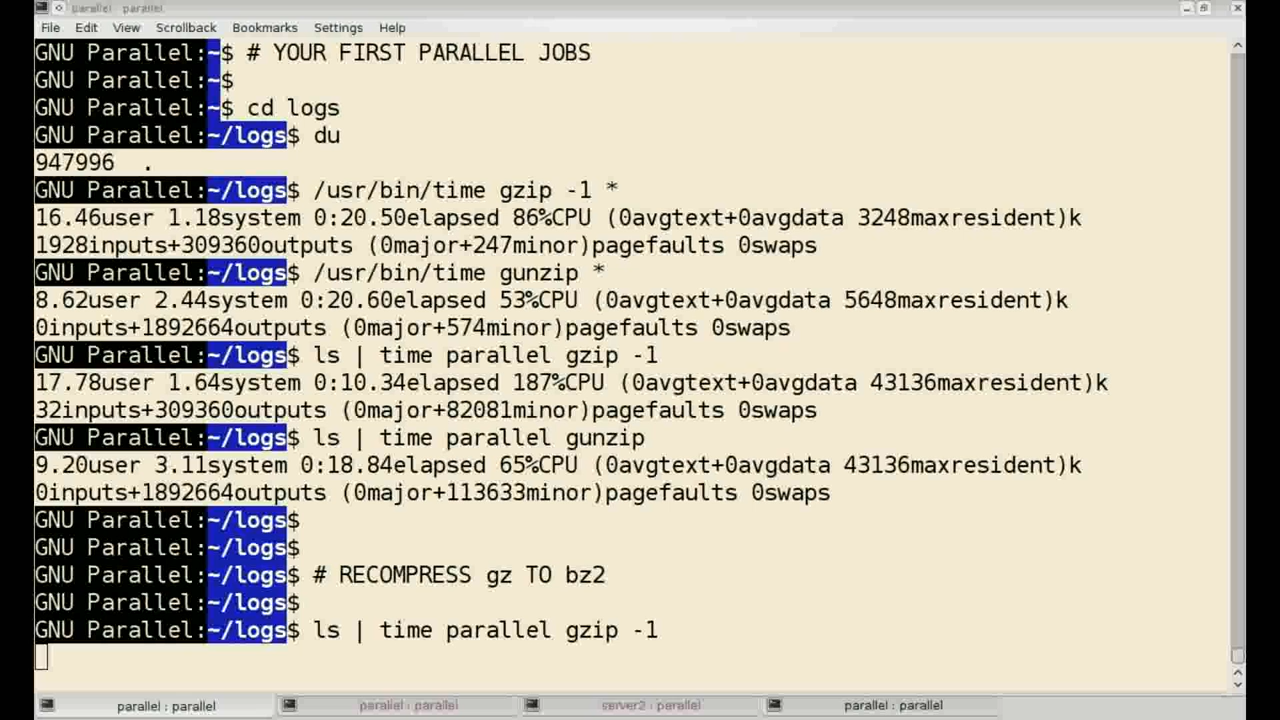 parallel : parallel
File Edit View Scrollback Bookmarks Settings Help
GNU Parallel:~$ # YOUR FIRST PARALLEL JOBS
GNU Parallel:~$
GNU Parallel:~$ cd logs
GNU Parallel:~/logs$ du
947996  .
GNU Parallel:~/logs$ /usr/bin/time gzip -1 *
16.46user 1.18system 0:20.50elapsed 86%CPU (0avgtext+0avgdata 3248maxresident)k
1928inputs+309360outputs (0major+247minor)pagefaults 0swaps
GNU Parallel:~/logs$ /usr/bin/time gunzip *
8.62user 2.44system 0:20.60elapsed 53%CPU (0avgtext+0avgdata 5648maxresident)k
0inputs+1892664outputs (0major+574minor)pagefaults 0swaps
GNU Parallel:~/logs$ ls | time parallel gzip -1
17.78user 1.64system 0:10.34elapsed 187%CPU (0avgtext+0avgdata 43136maxresident)k
32inputs+309360outputs (0major+82081minor)pagefaults 0swaps
GNU Parallel:~/logs$ ls | time parallel gunzip
9.20user 3.11system 0:18.84elapsed 65%CPU (0avgtext+0avgdata 43136maxresident)k
0inputs+1892664outputs (0major+113633minor)pagefaults 0swaps
GNU Parallel:~/logs$
GNU Parallel:~/logs$
GNU Parallel:~/logs$ # RECOMPRESS gz TO bz2
GNU Parallel:~/logs$
GNU Parallel:~/logs$ ls | time parallel gzip -1
parallel : parallel parallel : parallel server2 : parallel parallel : parallel